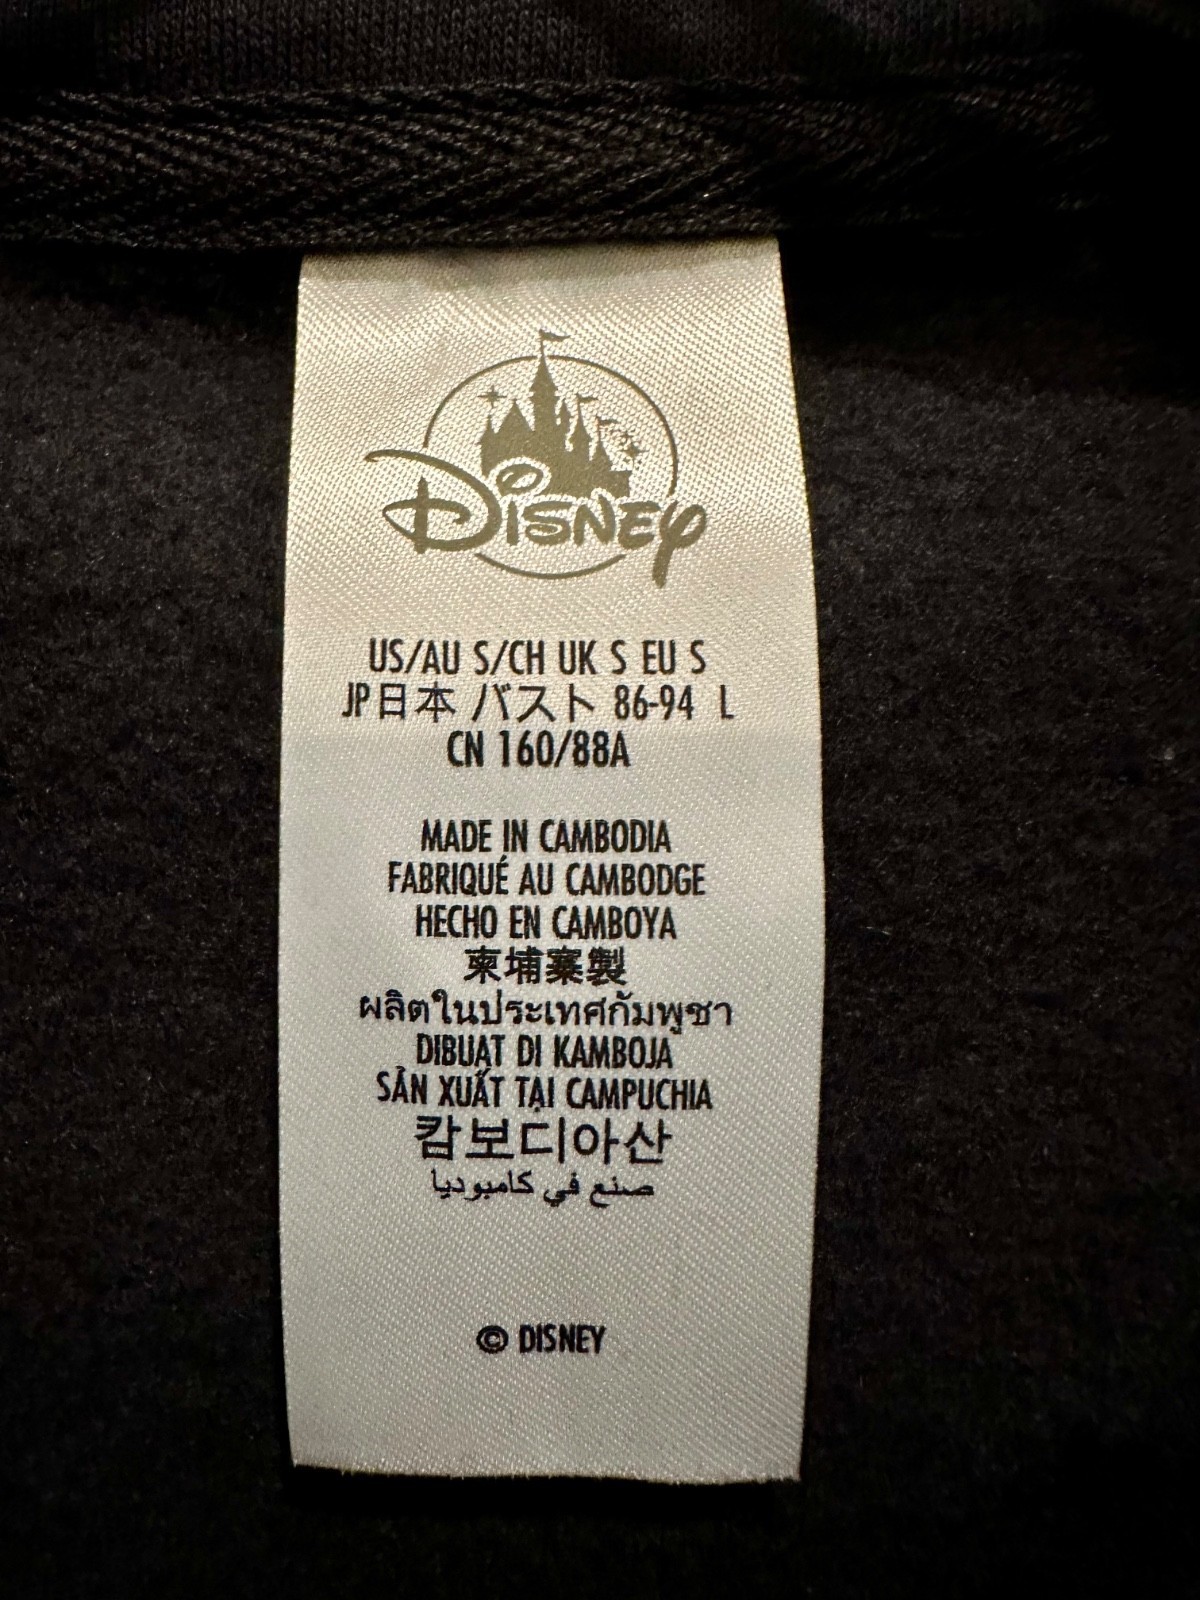 Disney
US/AU S/CH UK S EU S
JP日本 バスト 86-94 L
CN 160/88A
MADE IN CAMBODIA
FABRIQUÉ AU CAMBODGE
HECHO EN CAMBOYA
柬埔寨製
ผลิตในประเทศกัมพูชา
DIBUAT DI KAMBOJA
SẢN XUẤT TẠI CAMPUCHIA
캄보디아산
صنع في كامبوديا
© DISNEY